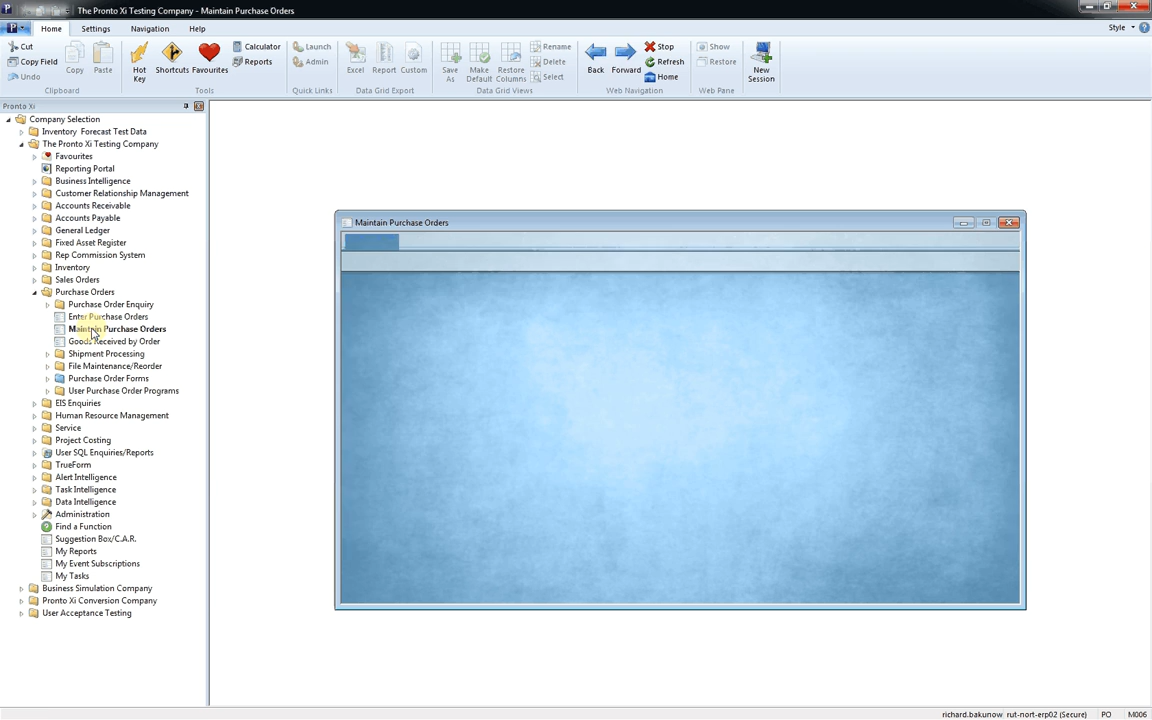 The Pronto Xi Testing Company - Maintain Purchase Orders
Home Settings Navigation Help
Style
Cut
Copy Field
Undo
Copy
Paste
Clipboard
Hot Key
Shortcuts
Favourites
Calculator
Reports
Tools
Launch
Admin
Quick Links
Excel
Report
Custom
Data Grid Export
Save As
Make Default
Restore Columns
Rename
Delete
Select
Data Grid Views
Back
Forward
Stop
Refresh
Home
Web Navigation
Show
Restore
Web Pane
New Session
Pronto Xi
Company Selection
Inventory Forecast Test Data
The Pronto Xi Testing Company
Favourites
Reporting Portal
Business Intelligence
Customer Relationship Management
Accounts Receivable
Accounts Payable
General Ledger
Fixed Asset Register
Rep Commission System
Inventory
Sales Orders
Purchase Orders
Purchase Order Enquiry
Enter Purchase Orders
Maintain Purchase Orders
Goods Received by Order
Shipment Processing
File Maintenance/Reorder
Purchase Order Forms
User Purchase Order Programs
EIS Enquiries
Human Resource Management
Service
Project Costing
User SQL Enquiries/Reports
TrueForm
Alert Intelligence
Task Intelligence
Data Intelligence
Administration
Find a Function
Suggestion Box/C.A.R.
My Reports
My Event Subscriptions
My Tasks
Business Simulation Company
Pronto Xi Conversion Company
User Acceptance Testing
Maintain Purchase Orders
richard.bakunow rut-nort-erp02 (Secure) PO M006